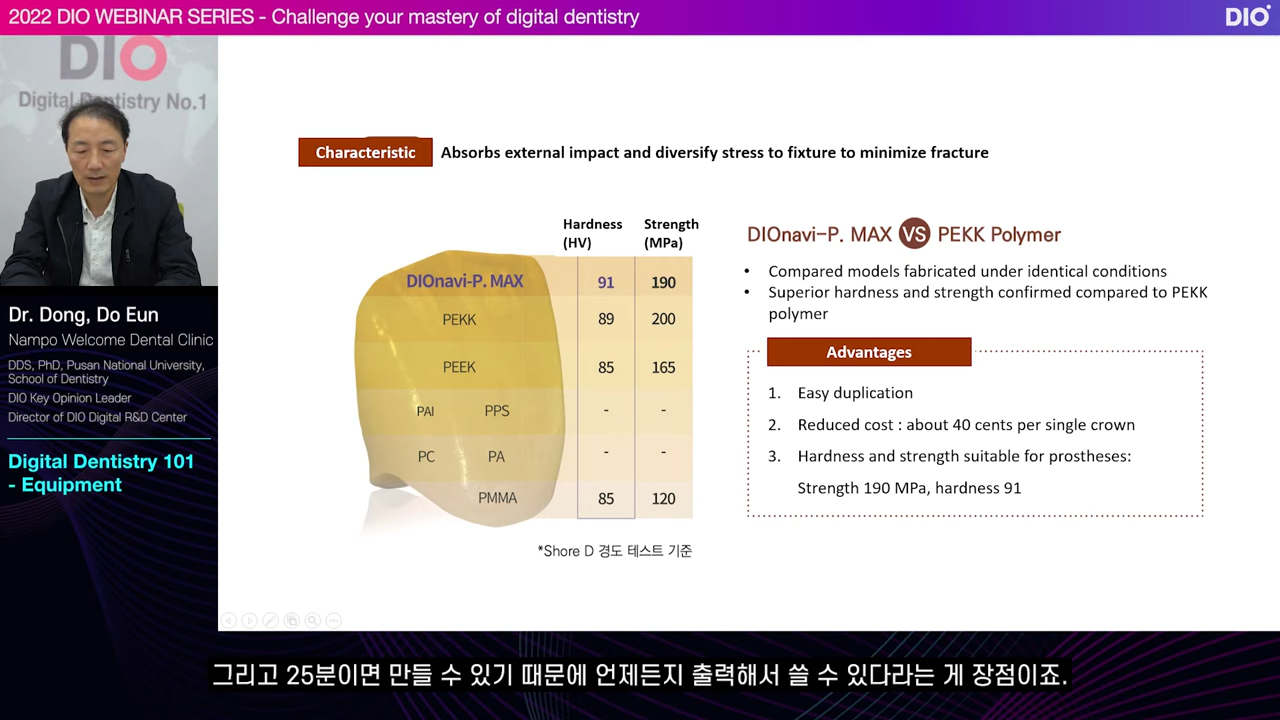 2022 DIO WEBINAR SERIES - Challenge your mastery of digital dentistry
DIO
DIO
Digital Dentistry No.1
Dr. Dong, Do Eun
Nampo Welcome Dental Clinic
DDS, PhD, Pusan National University,
School of Dentistry
DIO Key Opinion Leader
Director of DIO Digital R&D Center
Digital Dentistry 101
- Equipment
Characteristic Absorbs external impact and diversify stress to fixture to minimize fracture
Hardness Strength
(HV) (MPa)
DIOnavi-P. MAX 91 190
PEKK 89 200
PEEK 85 165
PAI PPS - -
PC PA - -
PMMA 85 120
*Shore D 경도 테스트 기준
DIOnavi-P. MAX VS PEKK Polymer
• Compared models fabricated under identical conditions
• Superior hardness and strength confirmed compared to PEKK
polymer
Advantages
1. Easy duplication
2. Reduced cost : about 40 cents per single crown
3. Hardness and strength suitable for prostheses:
Strength 190 MPa, hardness 91
그리고 25분이면 만들 수 있기 때문에 언제든지 출력해서 쓸 수 있다라는 게 장점이죠.